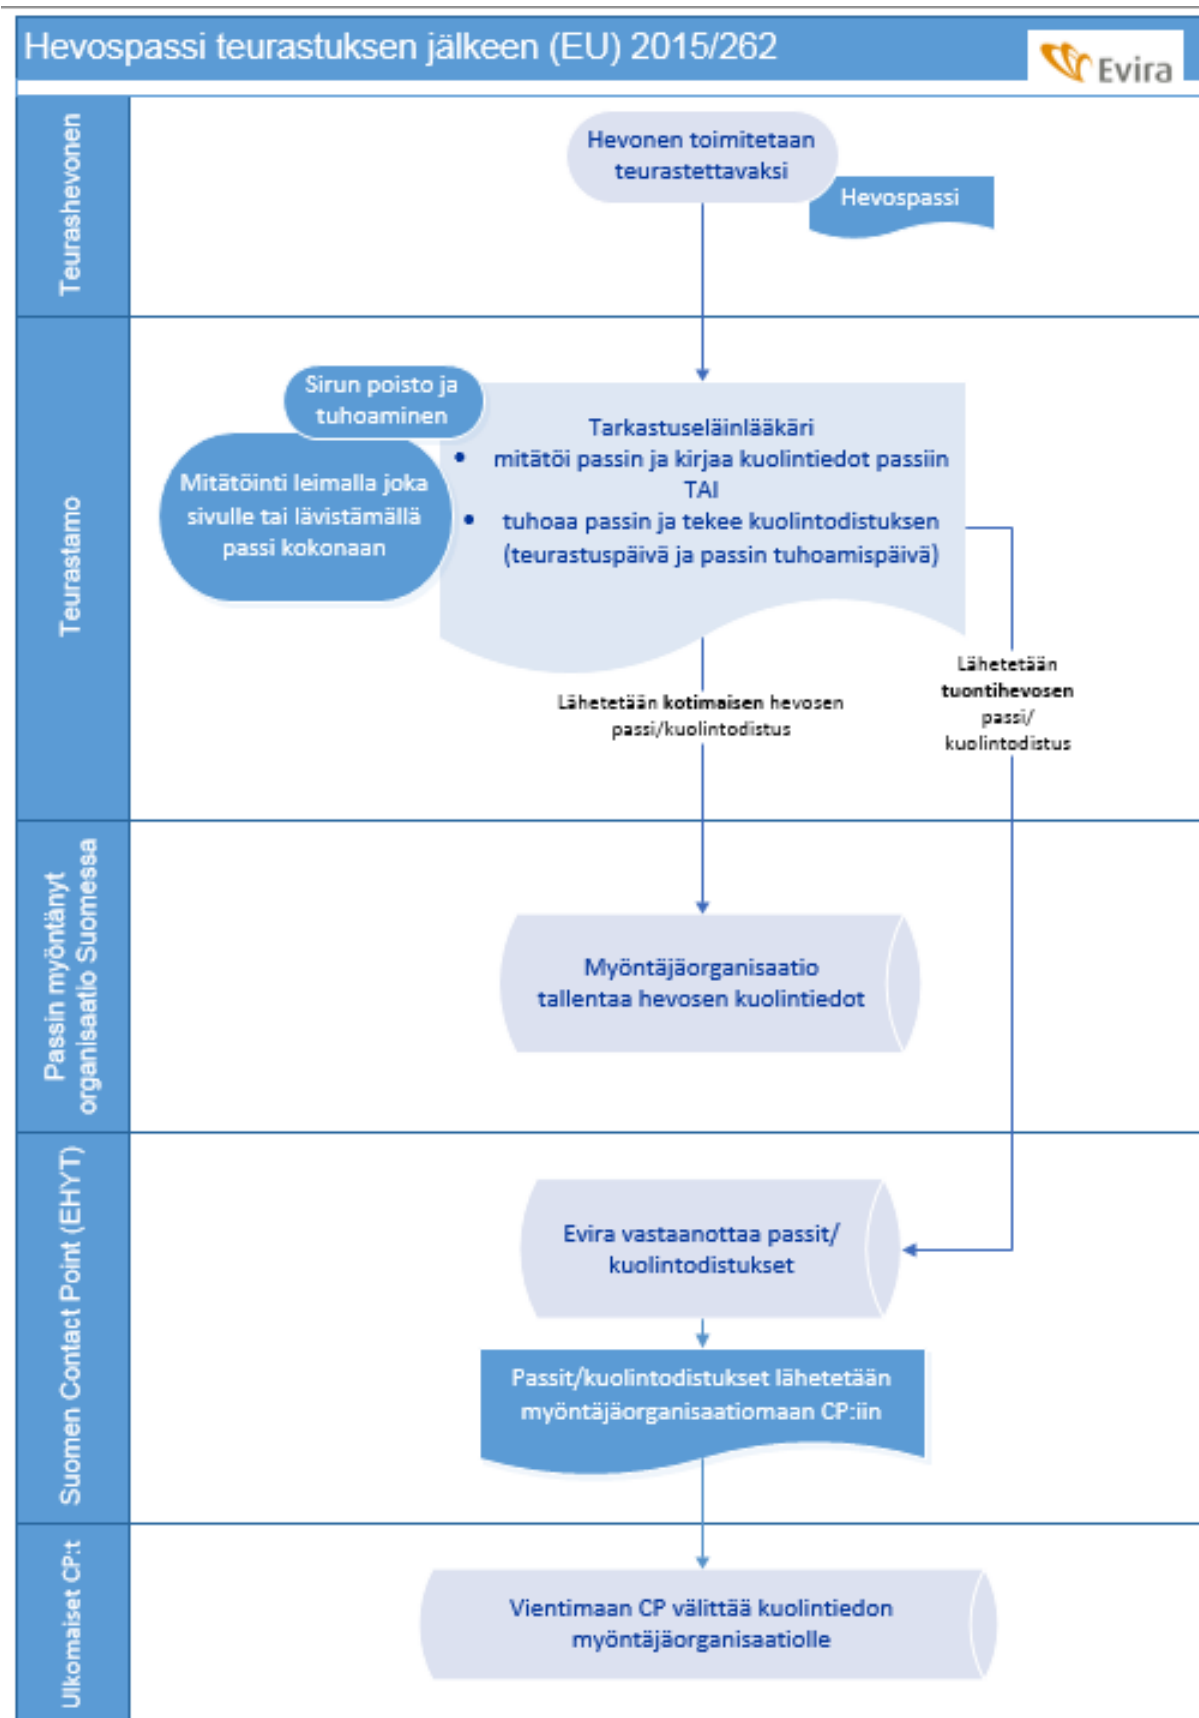 Hevospassi teurastuksen jälkeen (EU) 2015/262
Evira
Teurashevonen
Hevonen toimitetaan
teurastettavaksi
Hevospassi
Teurastamo
Sirun poisto ja
tuhoaminen
Mitätöinti leimalla joka
sivulle tai lävistämällä
passi kokonaan
Tarkastuseläinlääkäri
• mitätöi passin ja kirjaa kuolintiedot passiin
TAI
• tuhoaa passin ja tekee kuolintodistuksen
(teurastuspäivä ja passin tuhoamispäivä)
Lähetetään kotimaisen hevosen
passi/kuolintodistus
Lähetetään
tuontihevosen
passi/
kuolintodistus
Passin myöntänyt
organisaatio Suomessa
Myöntäjäorganisaatio
tallentaa hevosen kuolintiedot
Suomen Contact Point (EHYT)
Evira vastaanottaa passit/
kuolintodistukset
Passit/kuolintodistukset lähetetään
myöntäjäorganisaatiomaan CP:iin
Ulkomaiset CP:t
Vientimaan CP välittää kuolintiedon
myöntäjäorganisaatiolle